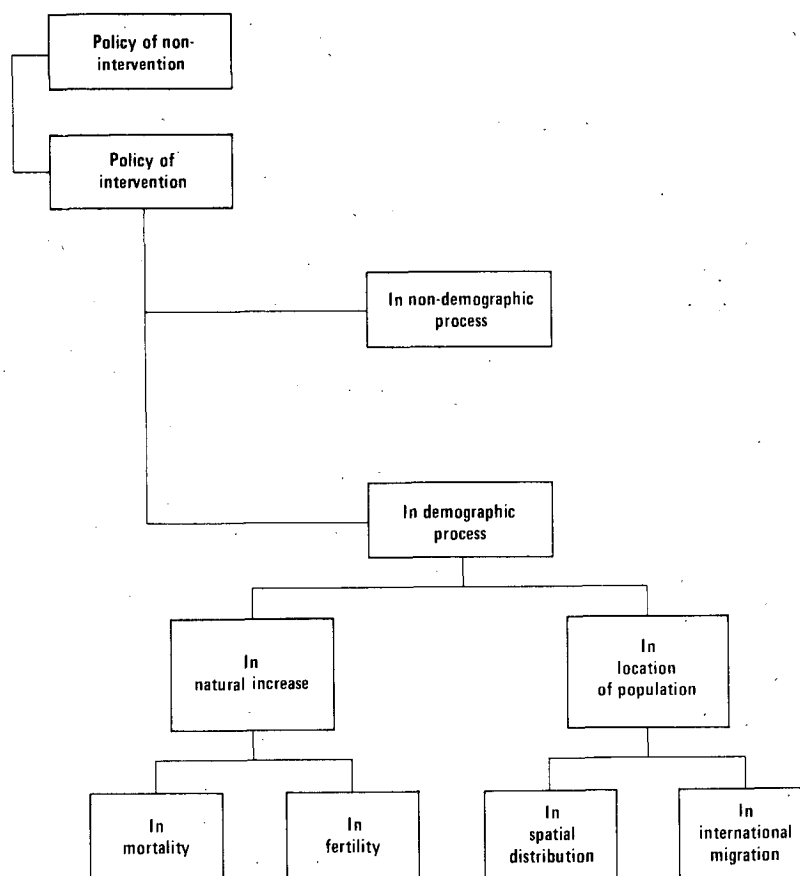 Policy of non-
intervention
Policy of
intervention
In non-demographic
process
In demographic
process
In
natural increase
In
location
of population
In
mortality
In
fertility
In
spatial
distribution
In
international
migration